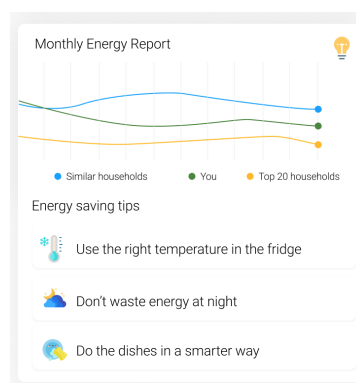 Monthly Energy Report
Similar households
You
Top 20 households
Energy saving tips
Use the right temperature in the fridge
Don't waste energy at night
Do the dishes in a smarter way